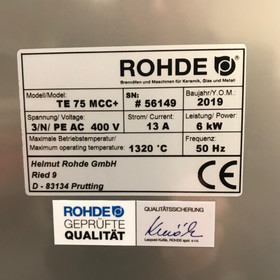 ROHDE
Brennöfen und Maschinen für Keramik, Glas und Metall
Modell/Model: SN: Baujahr/Y.O.M.:
TE 75 MCC+ # 56149 2019
Spannung/ Voltage: Strom/ Current: Leistung/ Power:
3/N/ PE AC 400 V 13 A 6 kW
Maximale Betriebstemperatur/ Frequenz:
Maximum operating temperature: 1320 °C 50 Hz
Helmut Rohde GmbH
Ried 9
D - 83134 Prutting
ROHDE
GEPRÜFTE
QUALITÄT
QUALITÄTSSICHERUNG